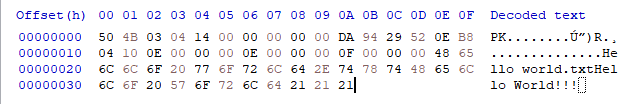 Offset(h) 00 01 02 03 04 05 06 07 08 09 0A 0B 0C 0D 0E 0F Decoded text
00000000 50 4B 03 04 14 00 00 00 00 00 DA 94 29 52 0E B8 PK........Ú”)R.¸
00000010 04 10 0E 00 00 00 0E 00 00 00 0F 00 00 00 48 65 ..............He
00000020 6C 6C 6F 20 77 6F 72 6C 64 2E 74 78 74 48 65 6C llo world.txtHel
00000030 6C 6F 20 57 6F 72 6C 64 21 21 21 lo World!!!